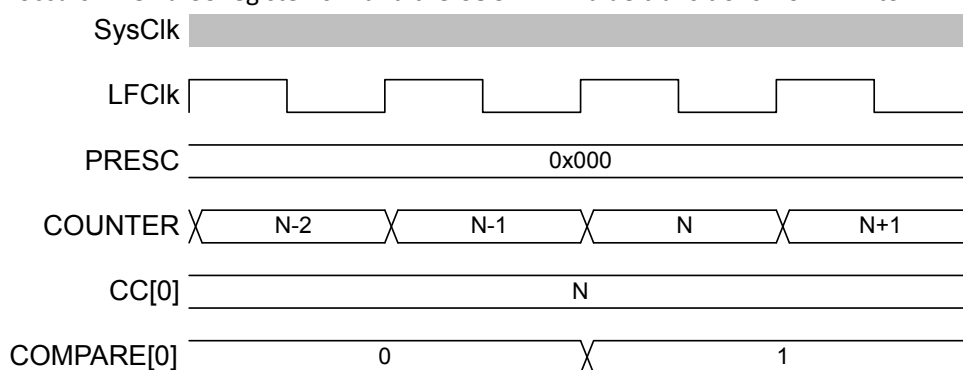 SysClk
LFClk
PRESC 0x000
COUNTER N-2 N-1 N N+1
CC[0] N
COMPARE[0] 0 1